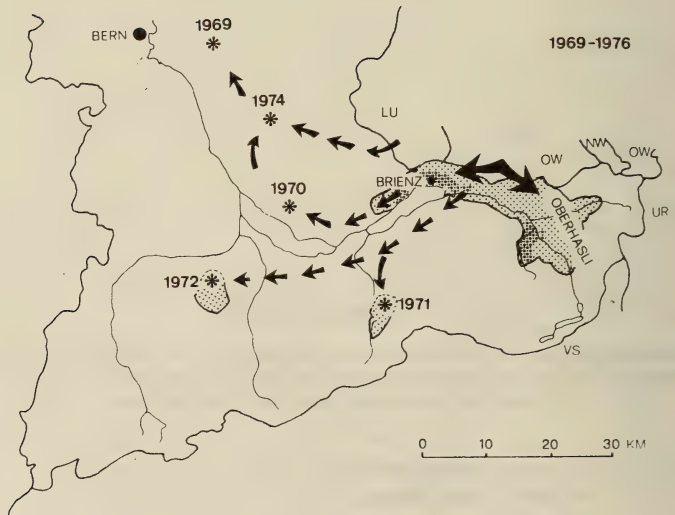 1969
BERN
1969-1976
1974
LU
NW
OW
OW
BRIENZ
1970
OBERHASLI
UR
1972
1971
VS
0 10 20 30 KM